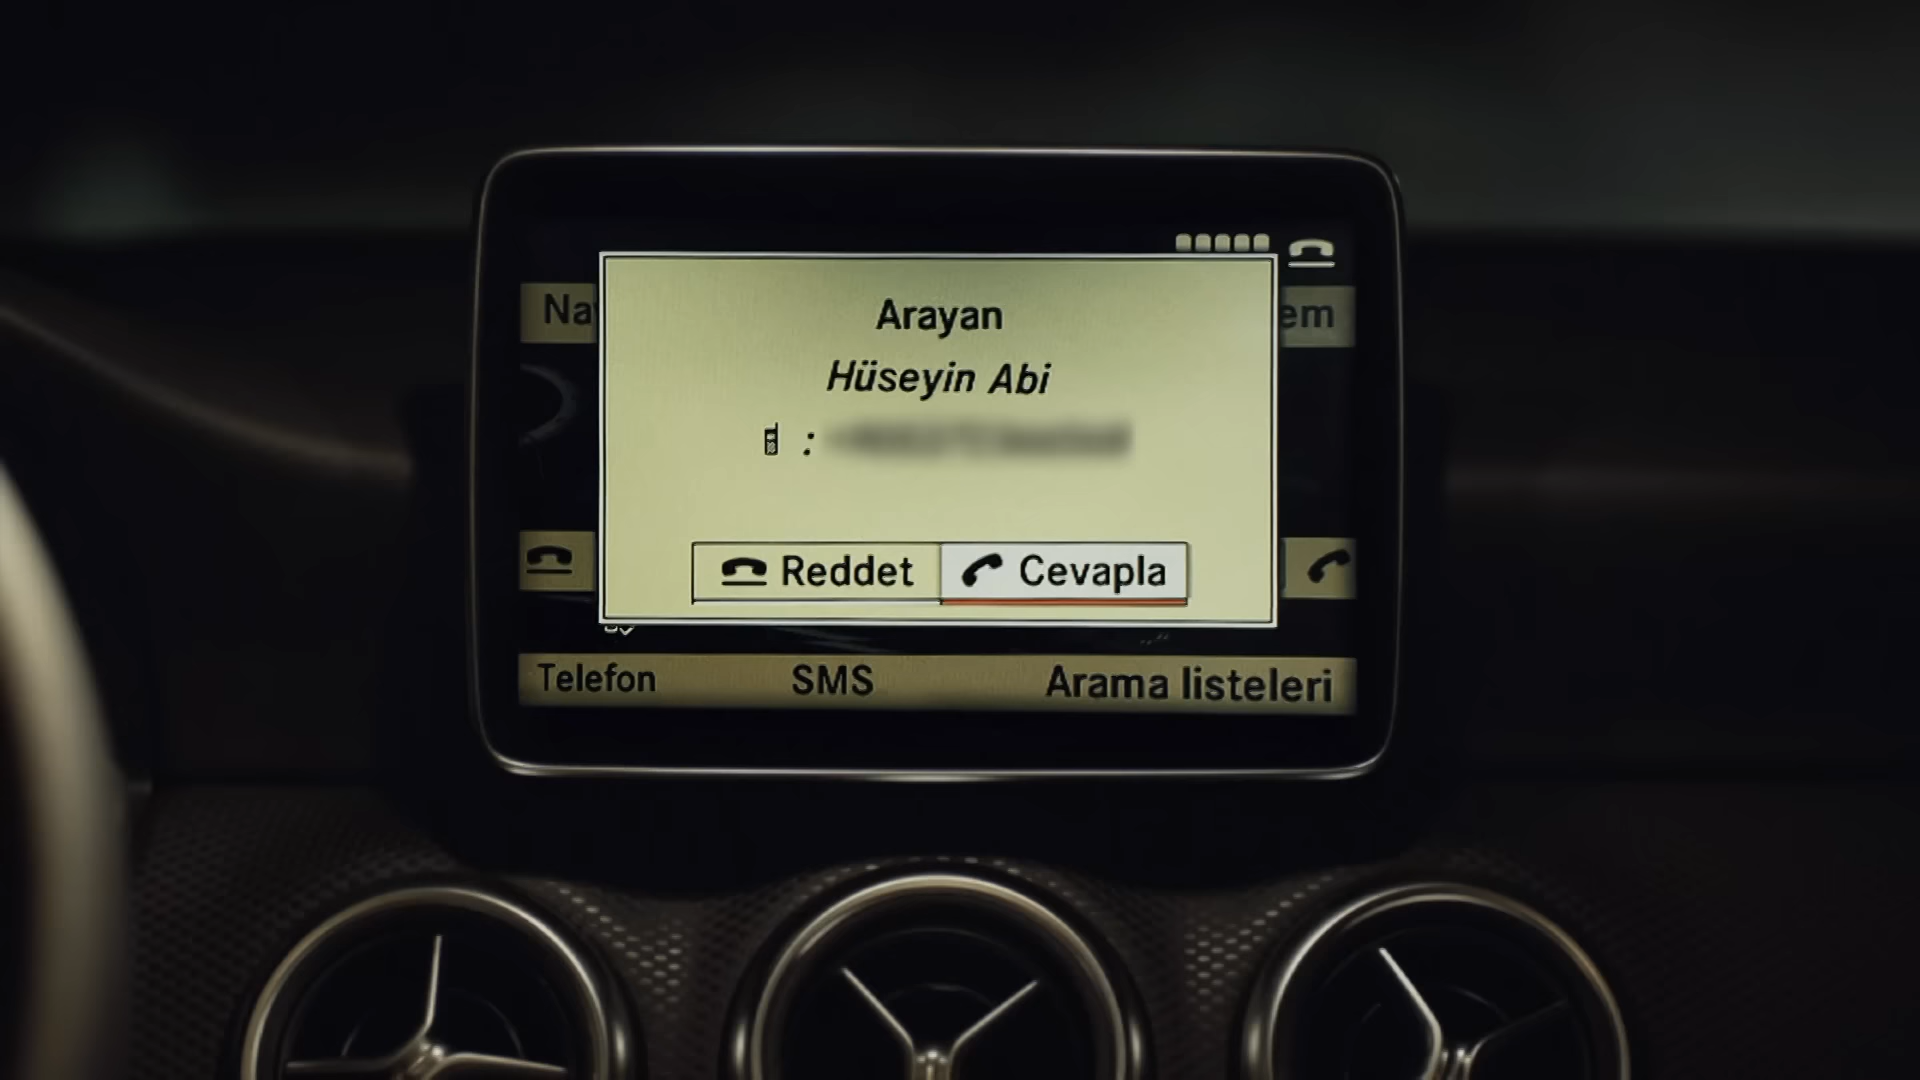 Arayan
Hüseyin Abi
:
Reddet Cevapla
Telefon SMS Arama listeleri